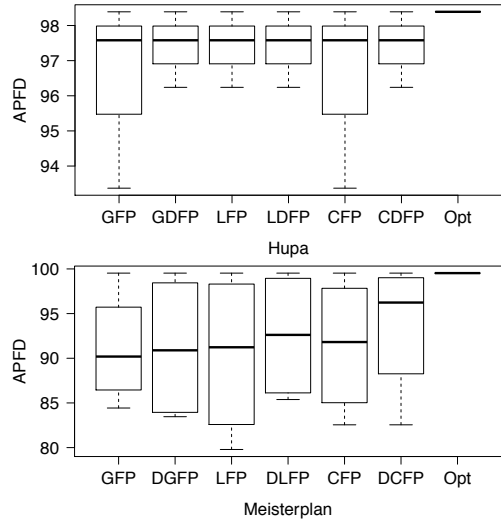 98
97
96
95
94
APFD
GFP GDFP LFP LDFP CFP CDFP Opt
Hupa
100
95
90
85
80
APFD
GFP DGFP LFP DLFP CFP DCFP Opt
Meisterplan